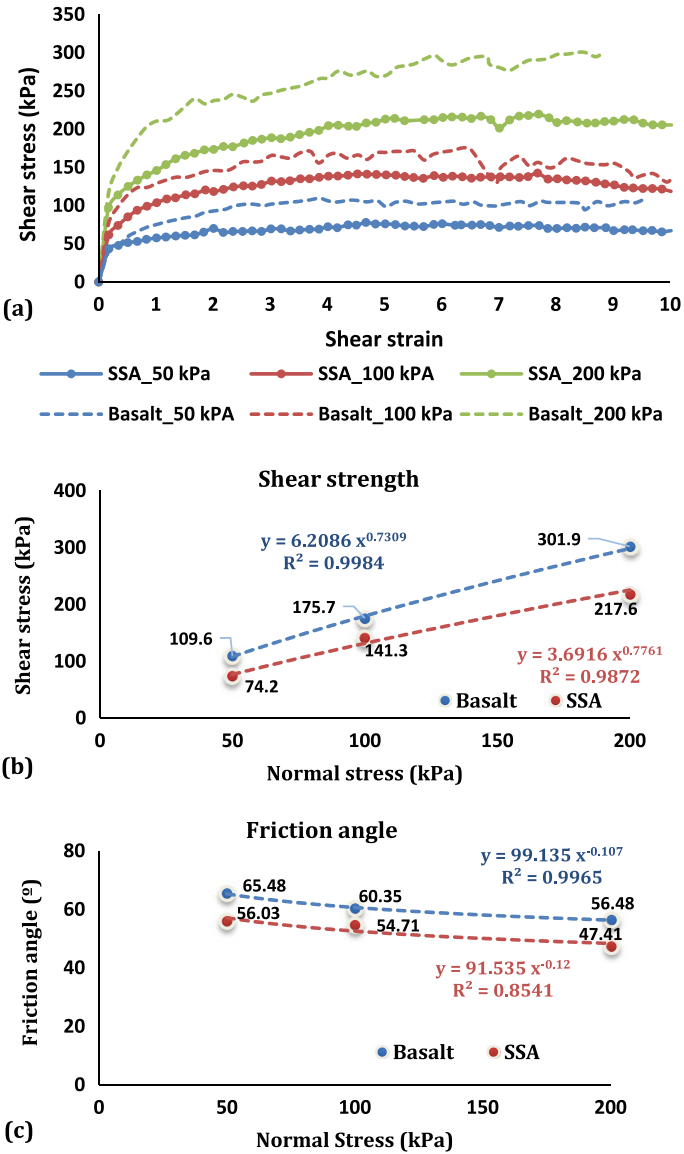 350
300
250
200
150
100
50
0
Shear stress (kPa)
0 1 2 3 4 5 6 7 8 9 10
Shear strain
(a)
SSA_50 kPa SSA_100 kPA SSA_200 kPa
Basalt_50 kPA Basalt_100 kPa Basalt_200 kPa
Shear strength
400
300
200
100
0
Shear stress (kPa)
y = 6.2086 x^0.7309
R² = 0.9984
301.9
175.7
109.6
217.6
141.3
74.2
y = 3.6916 x^0.7761
R² = 0.9872
Basalt SSA
0 50 100 150 200
Normal stress (kPa)
(b)
Friction angle
80
60
40
20
0
Friction angle (º)
y = 99.135 x^-0.107
R² = 0.9965
65.48
60.35
56.48
56.03
54.71
47.41
y = 91.535 x^-0.12
R² = 0.8541
Basalt SSA
0 50 100 150 200
Normal Stress (kPa)
(c)